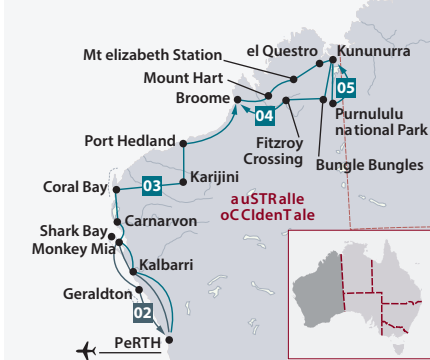 el Questro
Kununurra
Mt elizabeth Station
Mount Hart
Broome
05
04
Purnululu
national Park
Fitzroy
Crossing
Bungle Bungles
Port Hedland
Karijini
03
Coral Bay
auSTRalIe
oCCIdenTale
Carnarvon
Shark Bay
Monkey Mia
Kalbarri
Geraldton
02
PeRTH